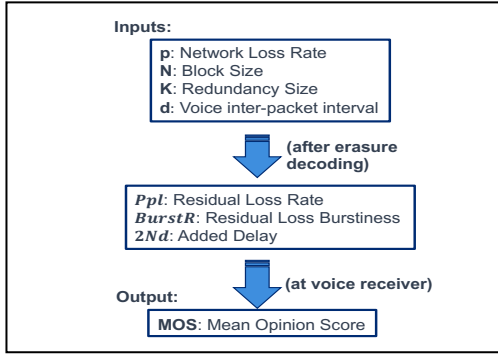 Inputs:
p: Network Loss Rate
N: Block Size
K: Redundancy Size
d: Voice inter-packet interval
(after erasure
decoding)
Ppl: Residual Loss Rate
BurstR: Residual Loss Burstiness
2Nd: Added Delay
(at voice receiver)
Output:
MOS: Mean Opinion Score